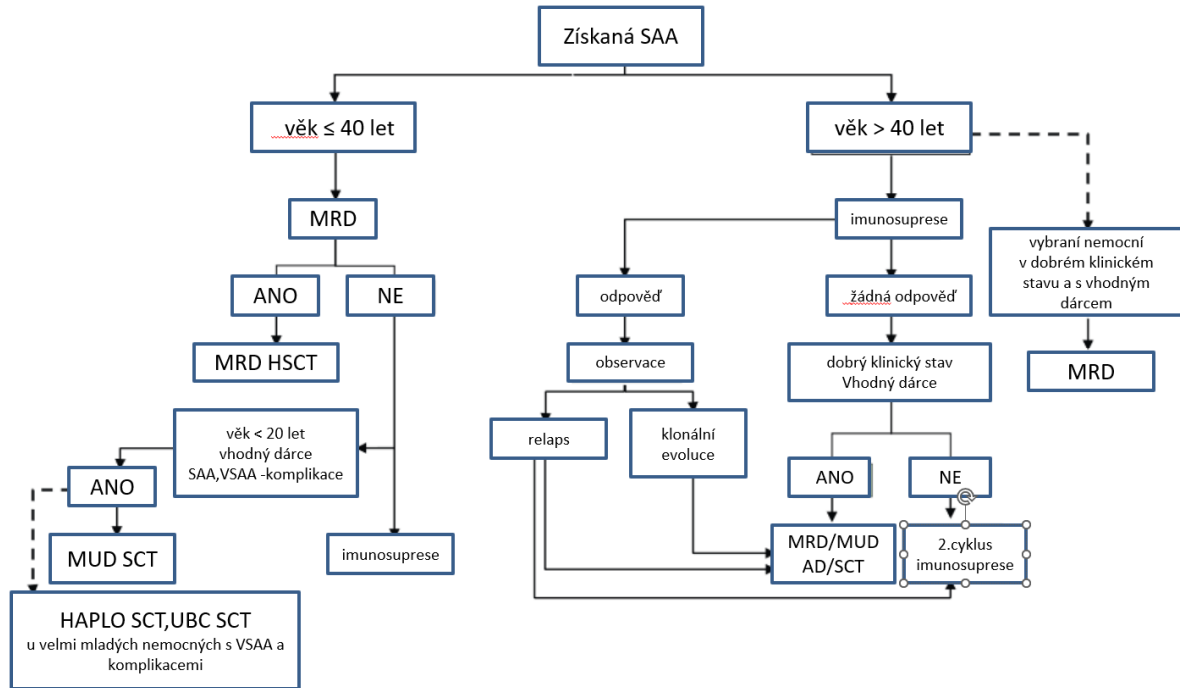 Získaná SAA
věk ≤ 40 let
věk > 40 let
MRD
imunosuprese
vybraní nemocní
v dobrém klinickém
stavu a s vhodným
dárcem
ANO
NE
odpověď
žádná odpověď
MRD HSCT
observace
dobrý klinický stav
Vhodný dárce
MRD
věk < 20 let
vhodný dárce
SAA,VSAA -komplikace
relaps
klonální
evoluce
ANO
ANO
NE
MUD SCT
imunosuprese
MRD/MUD
AD/SCT
2.cyklus
imunosuprese
HAPLO SCT,UBC SCT
u velmi mladých nemocných s VSAA a
komplikacemi